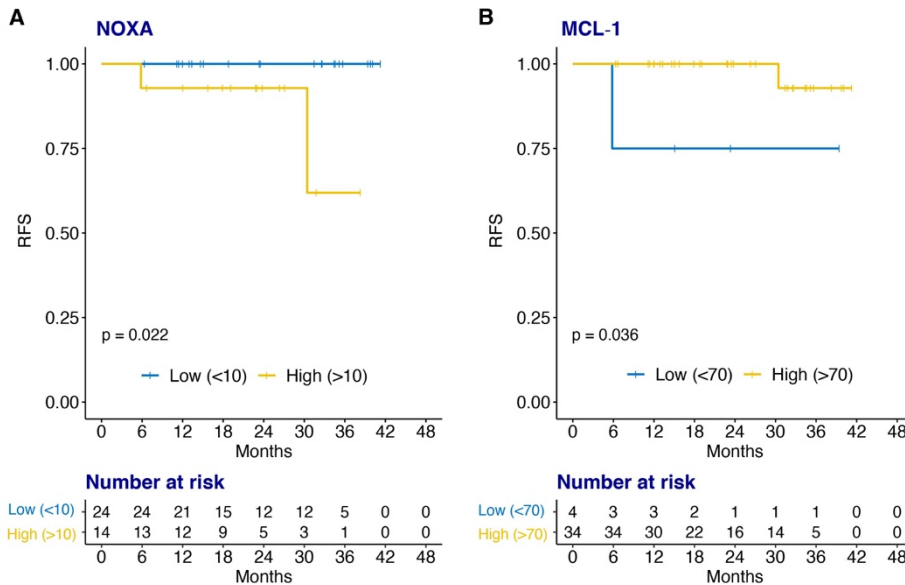 A
NOXA
RFS
1.00
0.75
0.50
0.25
0.00
p = 0.022
Low (<10) High (>10)
0 6 12 18 24 30 36 42 48
Months
Number at risk
Low (<10) 24 24 21 15 12 12 5 0 0
High (>10) 14 13 12 9 5 3 1 0 0
0 6 12 18 24 30 36 42 48
Months
B
MCL-1
RFS
1.00
0.75
0.50
0.25
0.00
p = 0.036
Low (<70) High (>70)
0 6 12 18 24 30 36 42 48
Months
Number at risk
Low (<70) 4 3 3 2 1 1 1 0 0
High (>70) 34 34 30 22 16 14 5 0 0
0 6 12 18 24 30 36 42 48
Months